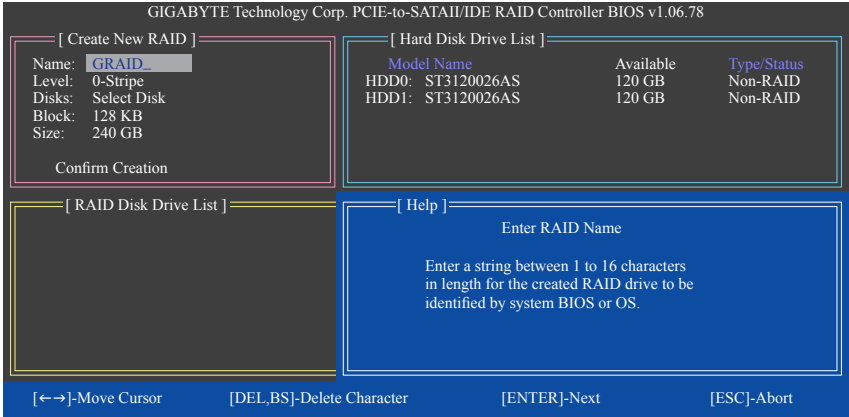 GIGABYTE Technology Corp. PCIE-to-SATAII/IDE RAID Controller BIOS v1.06.78
[ Create New RAID ]
Name: GRAID_
Level: 0-Stripe
Disks: Select Disk
Block: 128 KB
Size: 240 GB
Confirm Creation
[ Hard Disk Drive List ]
Model Name Available Type/Status
HDD0: ST3120026AS 120 GB Non-RAID
HDD1: ST3120026AS 120 GB Non-RAID
[ RAID Disk Drive List ]
[ Help ]
Enter RAID Name
Enter a string between 1 to 16 characters
in length for the created RAID drive to be
identified by system BIOS or OS.
[←→]-Move Cursor [DEL,BS]-Delete Character [ENTER]-Next [ESC]-Abort